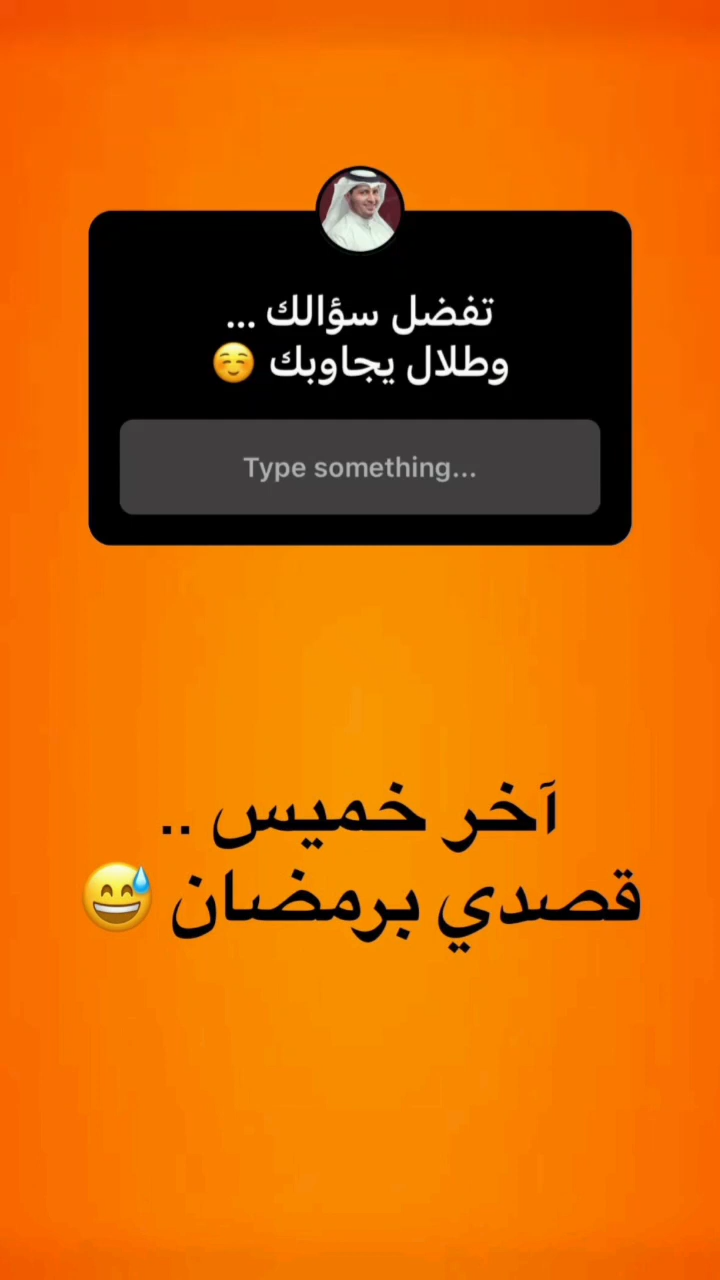 تفضل سؤالك ...
وطلال يجاوبك ☺️
Type something...
آخر خميس ..
قصدي برمضان 😅